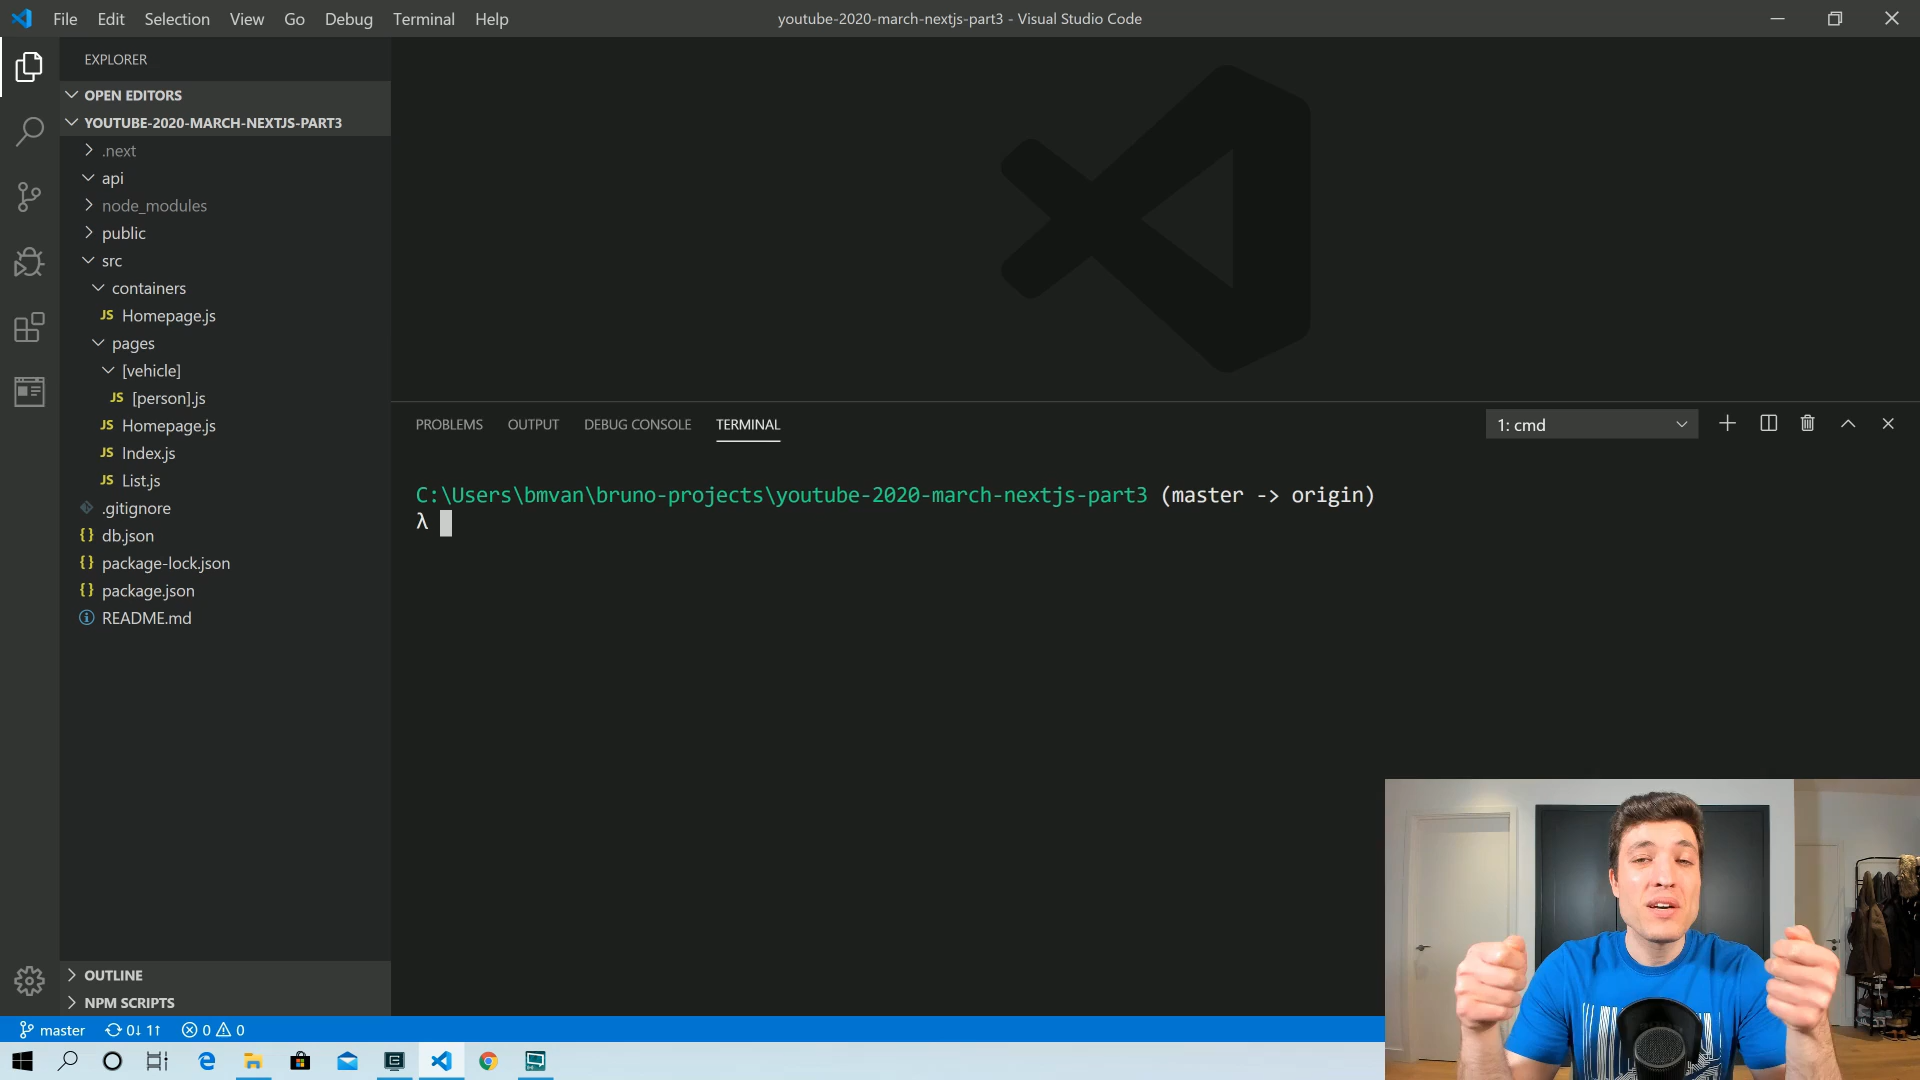 File Edit Selection View Go Debug Terminal Help
youtube-2020-march-nextjs-part3 - Visual Studio Code
EXPLORER
OPEN EDITORS
YOUTUBE-2020-MARCH-NEXTJS-PART3
.next
api
node_modules
public
src
containers
JS Homepage.js
pages
[vehicle]
JS [person].js
JS Homepage.js
JS Index.js
JS List.js
.gitignore
{} db.json
{} package-lock.json
{} package.json
README.md
OUTLINE
NPM SCRIPTS
PROBLEMS OUTPUT DEBUG CONSOLE TERMINAL
1: cmd
C:\Users\bmvan\bruno-projects\youtube-2020-march-nextjs-part3 (master -> origin)
λ
master 0↓ 1↑ 0 0